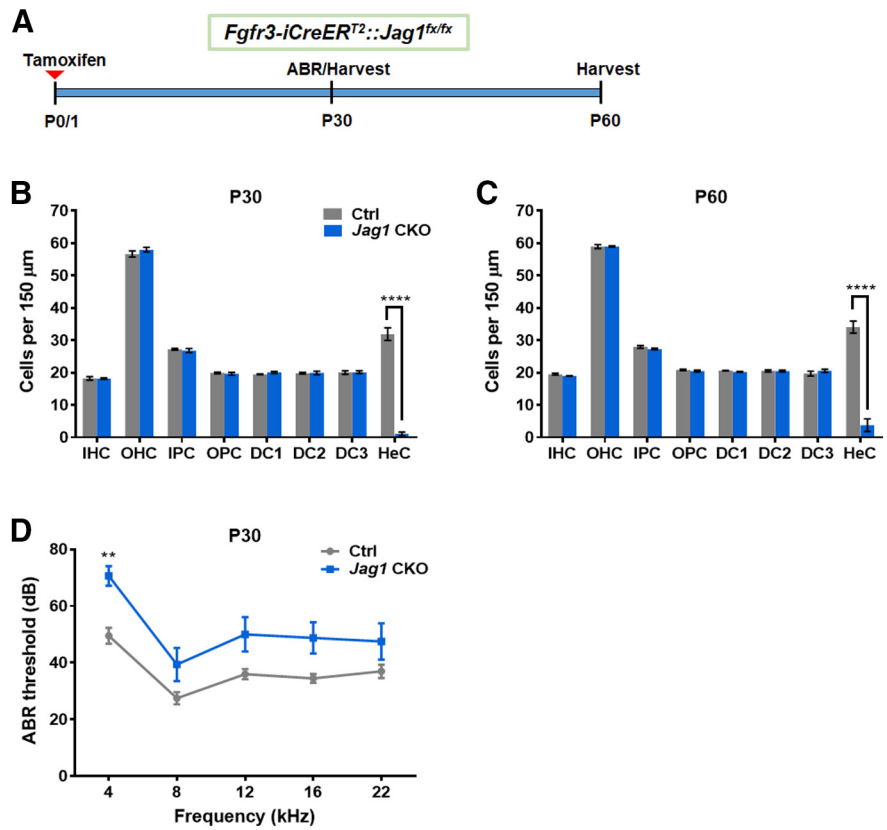 A
Fgfr3-iCreERT2::Jag1fx/fx
Tamoxifen
ABR/Harvest
Harvest
P0/1
P30
P60
B
P30
Ctrl
Jag1 CKO
Cells per 150 μm
70
60
50
40
30
20
10
0
****
IHC OHC IPC OPC DC1 DC2 DC3 HeC
C
P60
Cells per 150 μm
70
60
50
40
30
20
10
0
****
IHC OHC IPC OPC DC1 DC2 DC3 HeC
D
P30
Ctrl
Jag1 CKO
**
ABR threshold (dB)
80
60
40
20
0
4 8 12 16 22
Frequency (kHz)